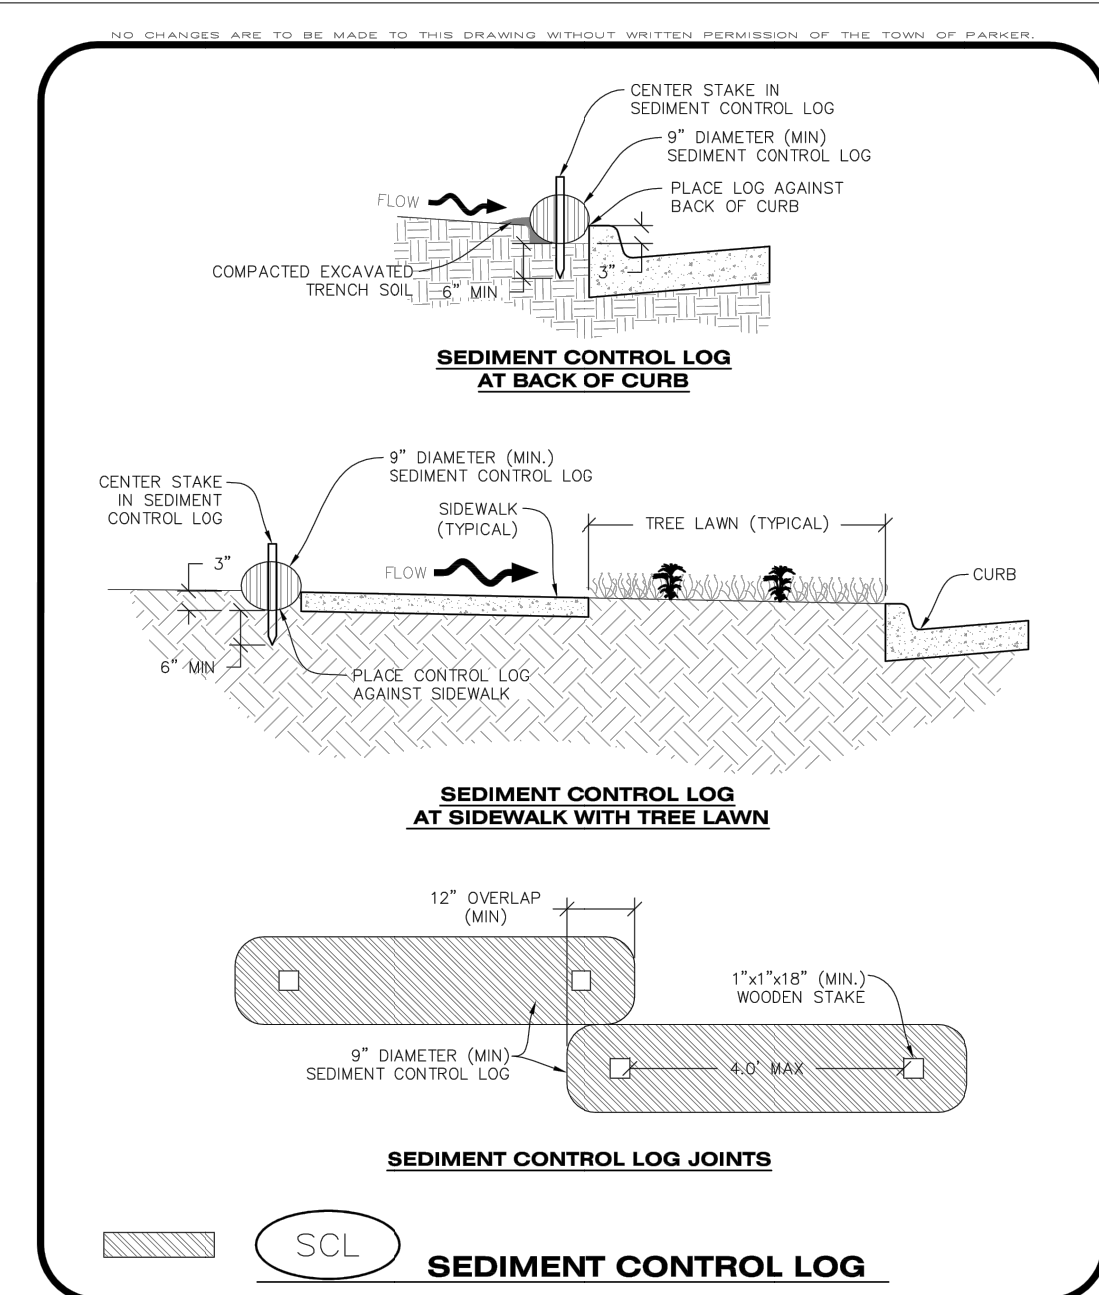 NO CHANGES ARE TO BE MADE TO THIS DRAWING WITHOUT WRITTEN PERMISSION OF THE TOWN OF PARKER.
CENTER STAKE IN
SEDIMENT CONTROL LOG
9" DIAMETER (MIN)
SEDIMENT CONTROL LOG
PLACE LOG AGAINST
BACK OF CURB
FLOW
COMPACTED EXCAVATED
TRENCH SOIL
6" MIN
3"
SEDIMENT CONTROL LOG
AT BACK OF CURB
9" DIAMETER (MIN.)
SEDIMENT CONTROL LOG
CENTER STAKE
IN SEDIMENT
CONTROL LOG
SIDEWALK
(TYPICAL)
TREE LAWN (TYPICAL)
3"
FLOW
CURB
6" MIN
PLACE CONTROL LOG
AGAINST SIDEWALK
SEDIMENT CONTROL LOG
AT SIDEWALK WITH TREE LAWN
12" OVERLAP
(MIN)
1"x1"x18" (MIN.)
WOODEN STAKE
9" DIAMETER (MIN)
SEDIMENT CONTROL LOG
4.0' MAX
SEDIMENT CONTROL LOG JOINTS
SCL
SEDIMENT CONTROL LOG